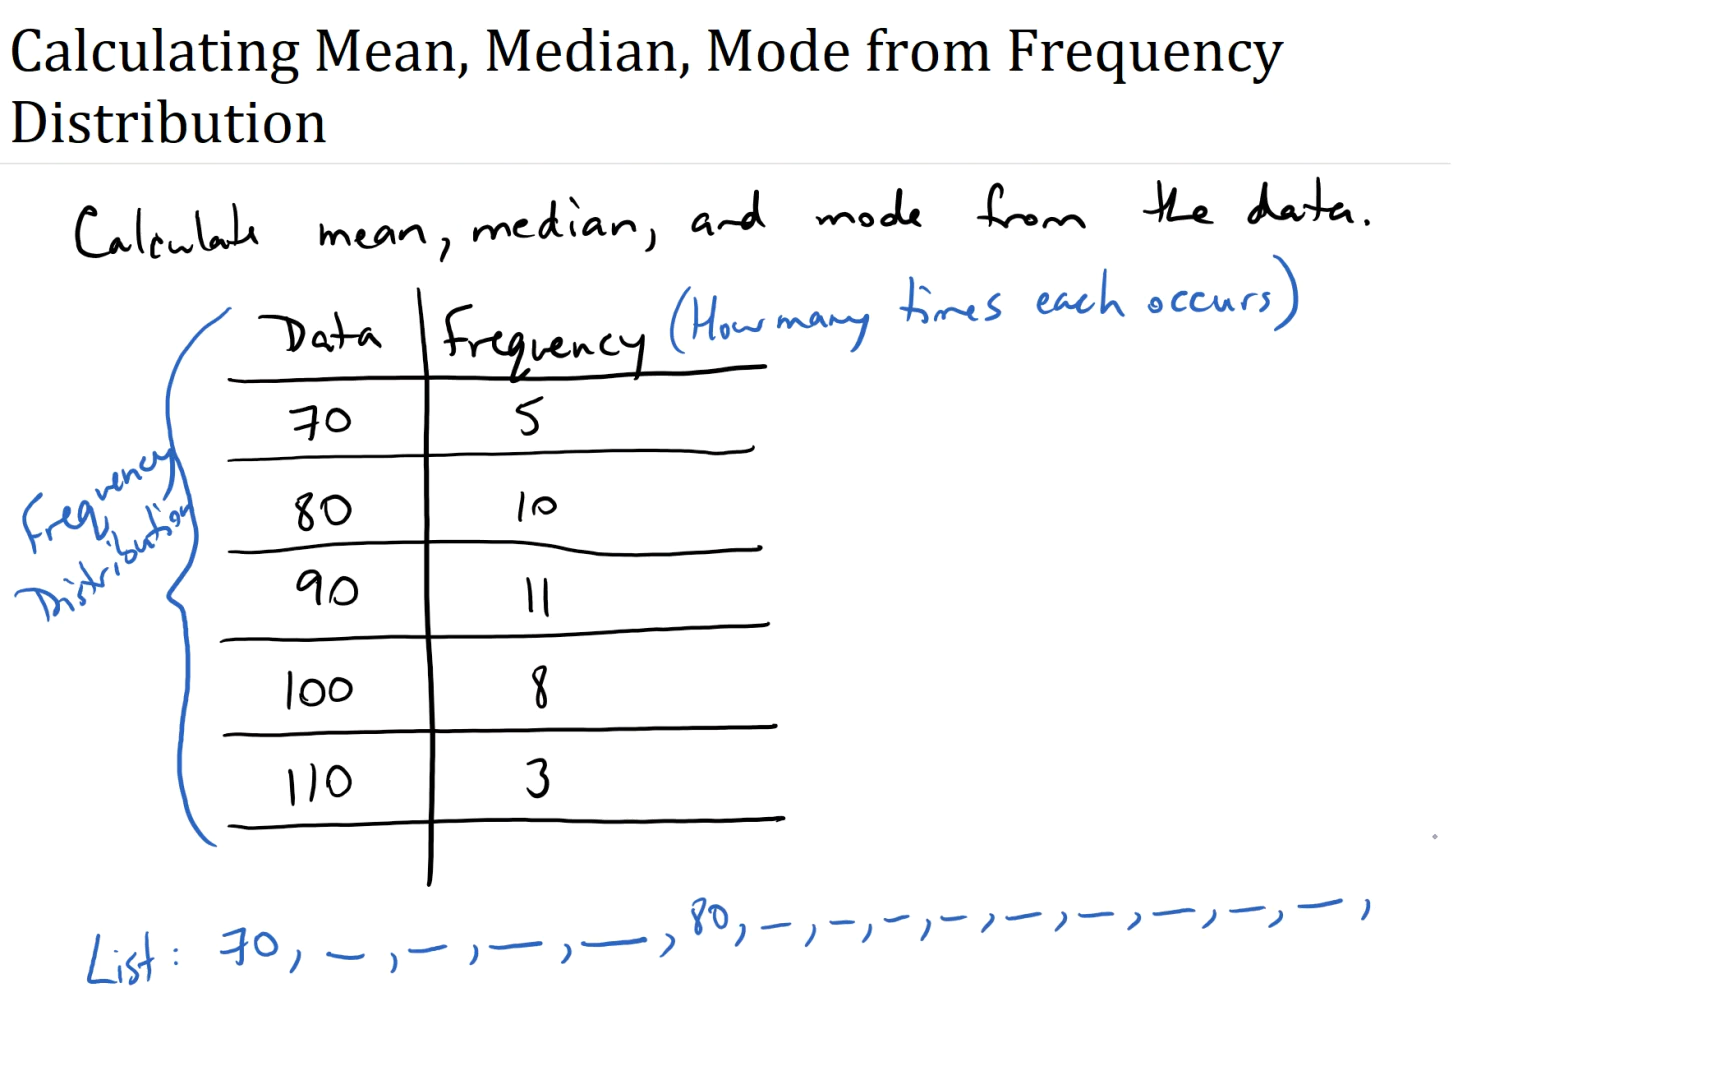 Calculating Mean, Median, Mode from Frequency
Distribution
Calculate mean, median, and mode from the data.
Data Frequency (How many times each occurs)
70 5
80 10
90 11
100 8
110 3
Frequency
Distribution
List: 70, _, _, _, _, 80, _, _, _, _, _, _, _, _, _,